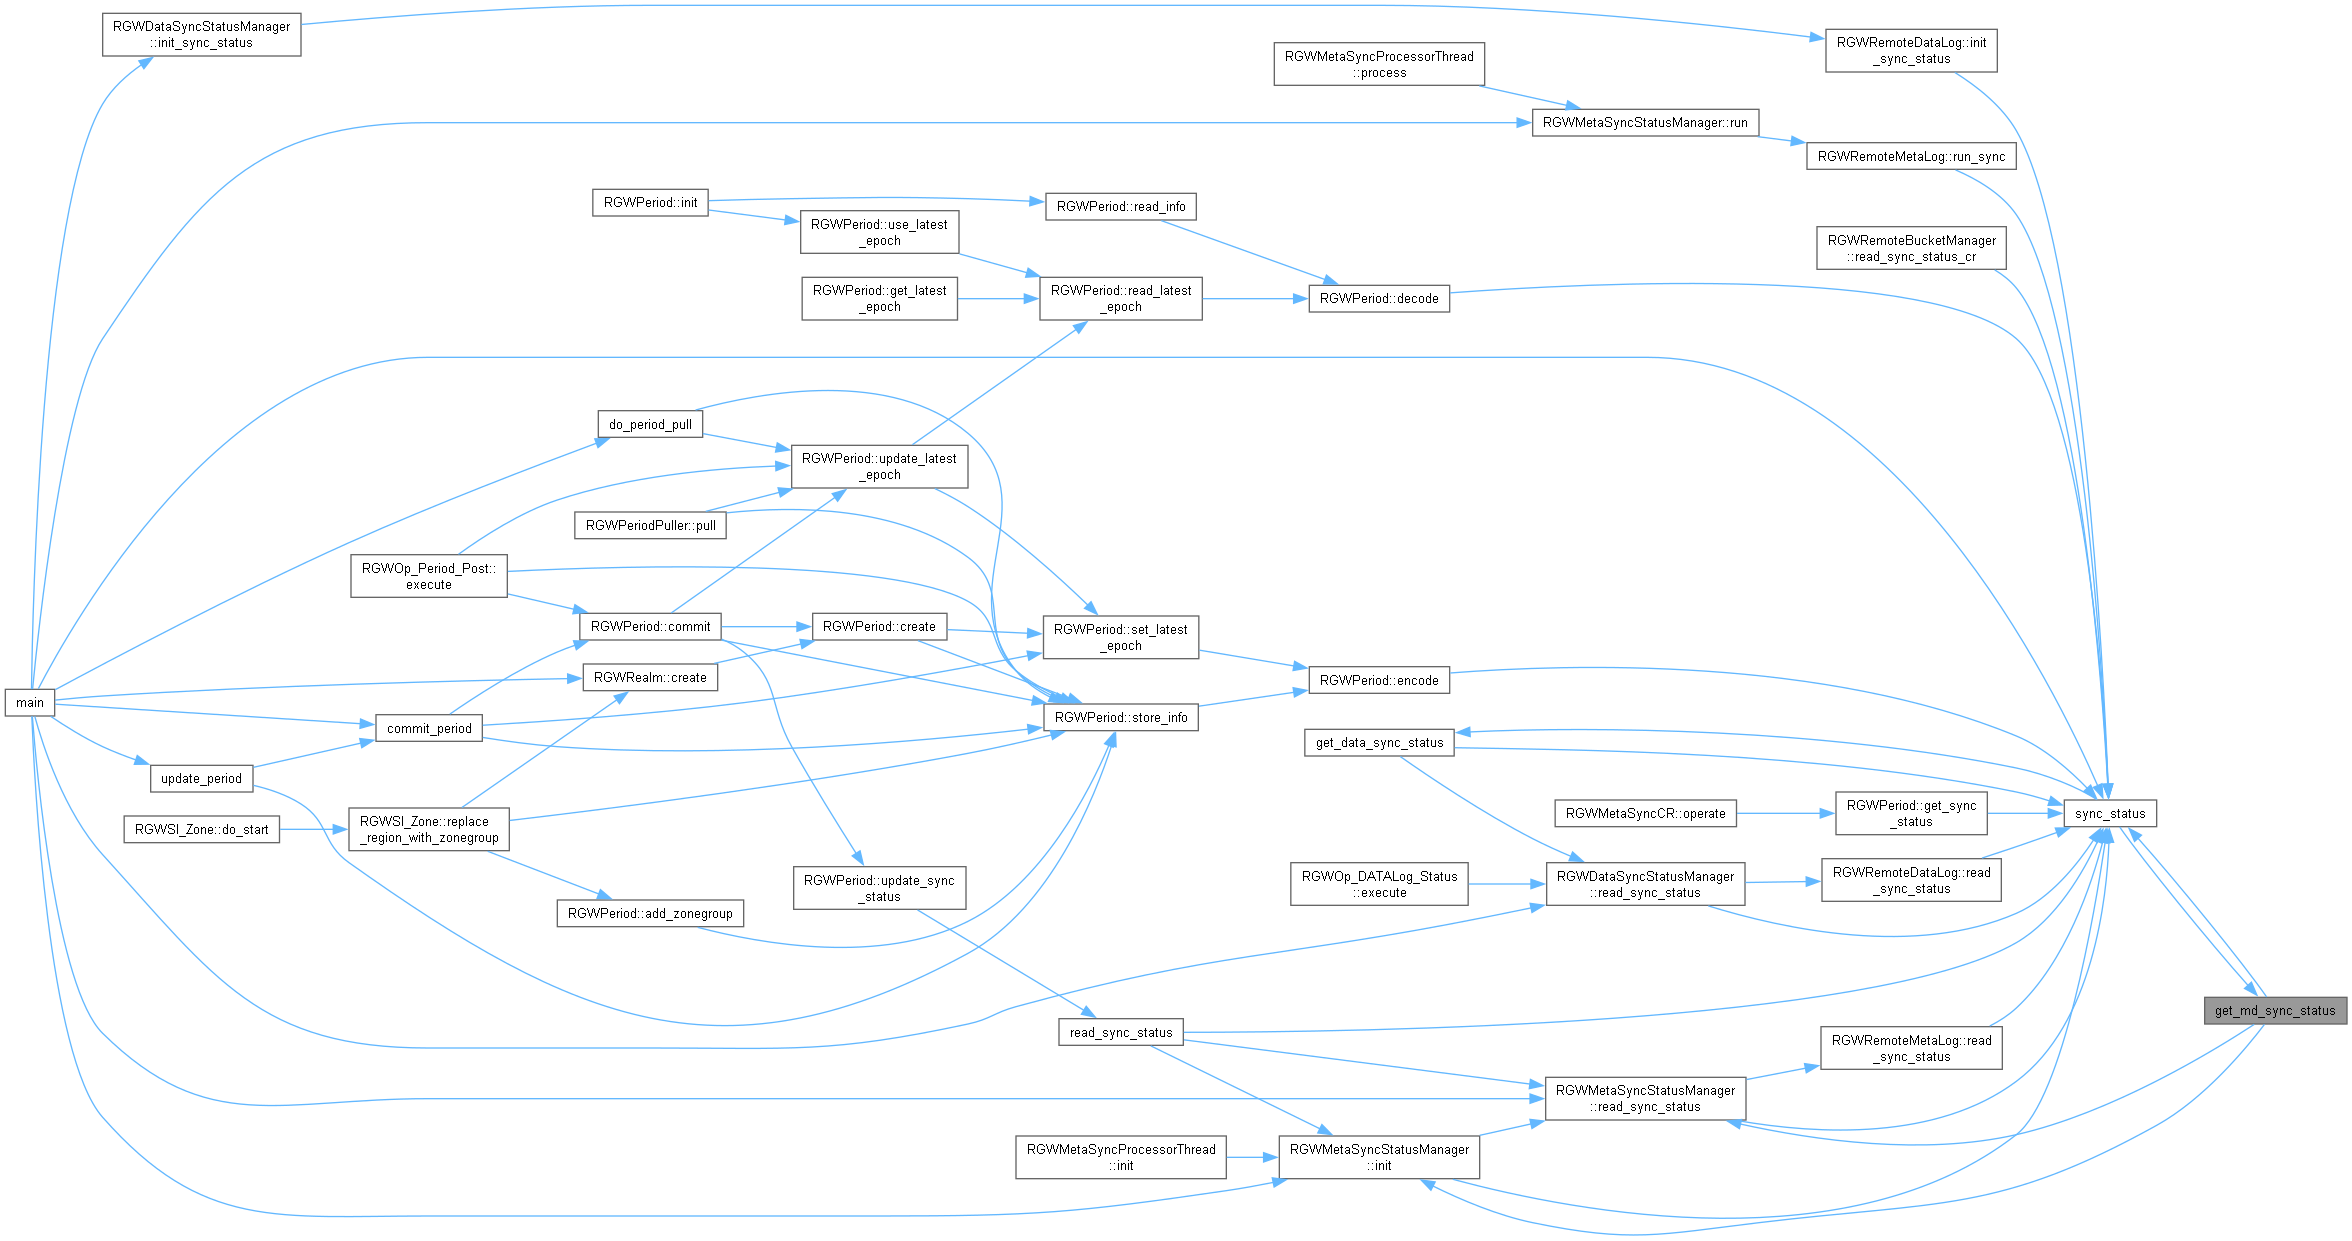 RGWDataSyncStatusManager
::init_sync_status
RGWRemoteDataLog::init
_sync_status
RGWMetaSyncProcessorThread
::process
RGWMetaSyncStatusManager::run
RGWRemoteMetaLog::run_sync
RGWPeriod::init
RGWPeriod::read_info
RGWPeriod::use_latest
_epoch
RGWRemoteBucketManager
::read_sync_status_cr
RGWPeriod::get_latest
_epoch
RGWPeriod::read_latest
_epoch
RGWPeriod::decode
do_period_pull
RGWPeriod::update_latest
_epoch
RGWPeriodPuller::pull
RGWOp_Period_Post::
execute
RGWPeriod::commit
RGWPeriod::create
RGWPeriod::set_latest
_epoch
RGWRealm::create
RGWPeriod::encode
main
commit_period
RGWPeriod::store_info
get_data_sync_status
update_period
RGWSI_Zone::do_start
RGWSI_Zone::replace
_region_with_zonegroup
RGWMetaSyncCR::operate
RGWPeriod::get_sync
_status
sync_status
RGWPeriod::update_sync
_status
RGWOp_DATALog_Status
::execute
RGWDataSyncStatusManager
::read_sync_status
RGWRemoteDataLog::read
_sync_status
RGWPeriod::add_zonegroup
get_md_sync_status
read_sync_status
RGWRemoteMetaLog::read
_sync_status
RGWMetaSyncStatusManager
::read_sync_status
RGWMetaSyncProcessorThread
::init
RGWMetaSyncStatusManager
::init